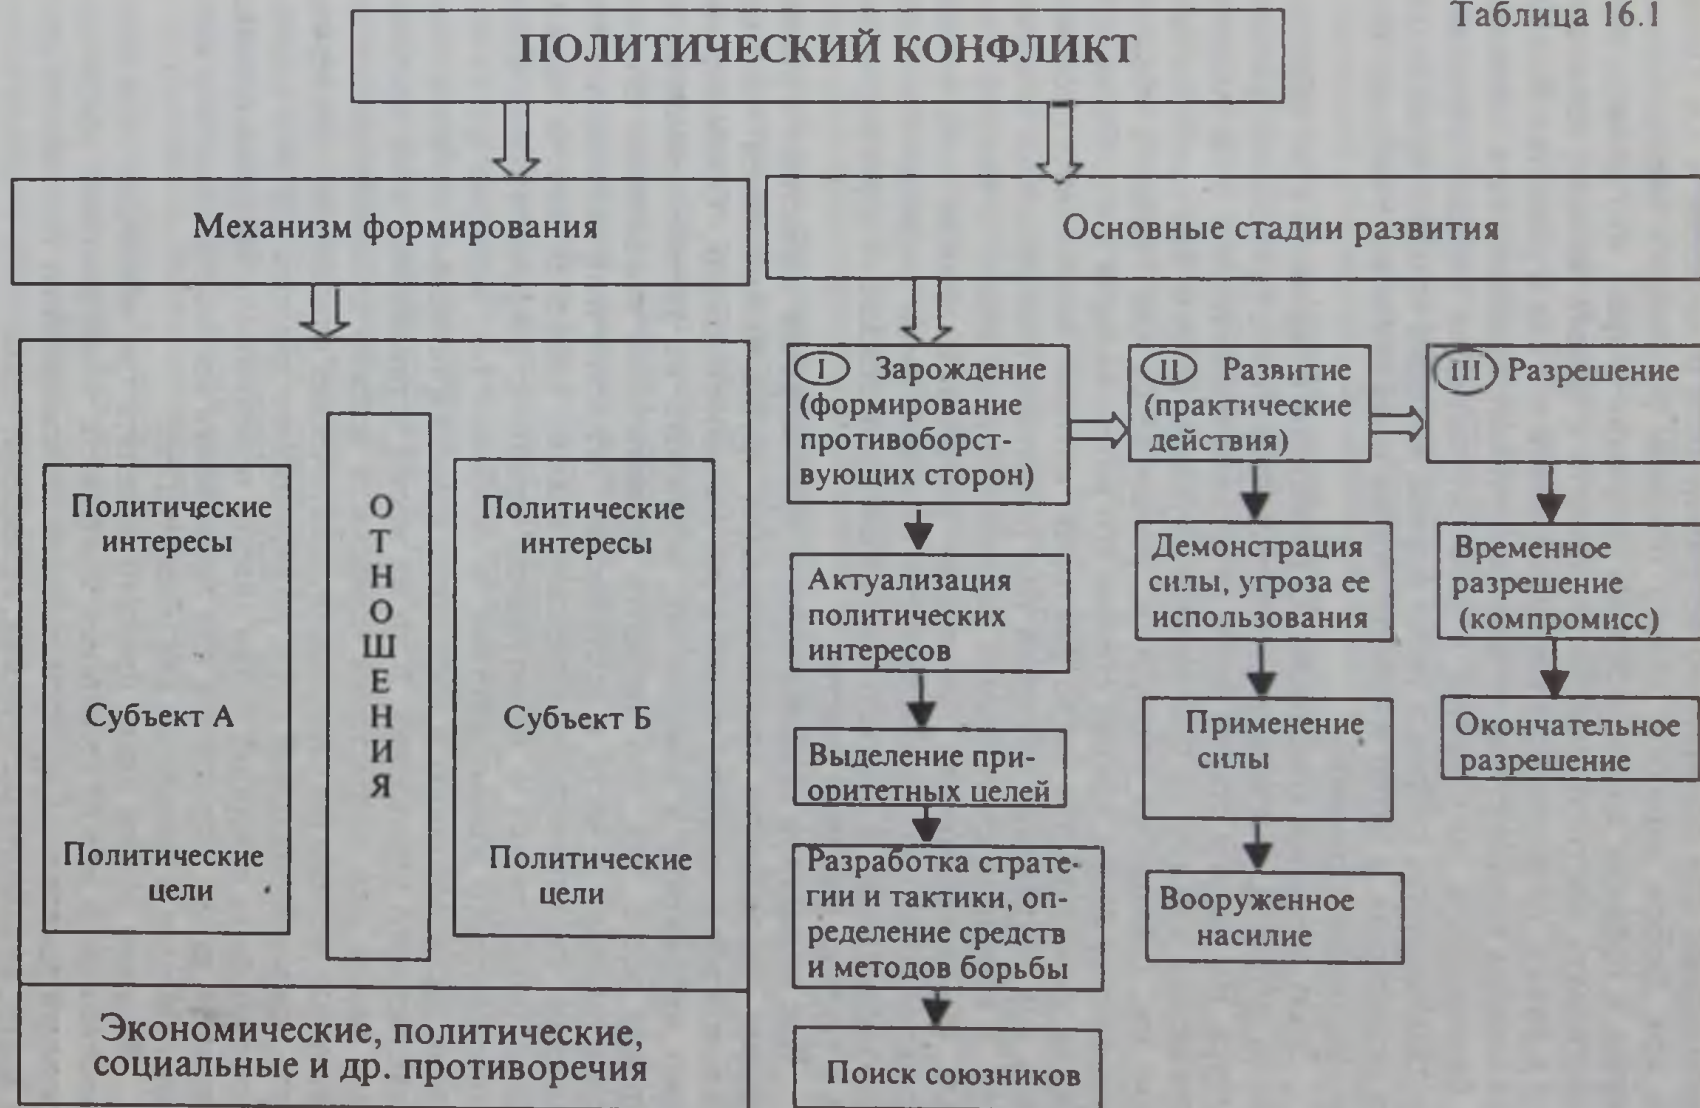 Таблица 16.1
ПОЛИТИЧЕСКИЙ КОНФЛИКТ
Механизм формирования
Политические
интересы
Субъект А
Политические
цели
ОТНОШЕНИЯ
Политические
интересы
Субъект Б
Политические
цели
Экономические, политические,
социальные и др. противоречия
Основные стадии развития
I Зарождение
(формирование
противоборст-
вующих сторон)
Актуализация
политических
интересов
Выделение при-
оритетных целей
Разработка страте-
гии и тактики, оп-
ределение средств
и методов борьбы
Поиск союзников
II Развитие
(практические
действия)
Демонстрация
силы, угроза ее
использования
Применение
силы
Вооруженное
насилие
III Разрешение
Временное
разрешение
(компромисс)
Окончательное
разрешение